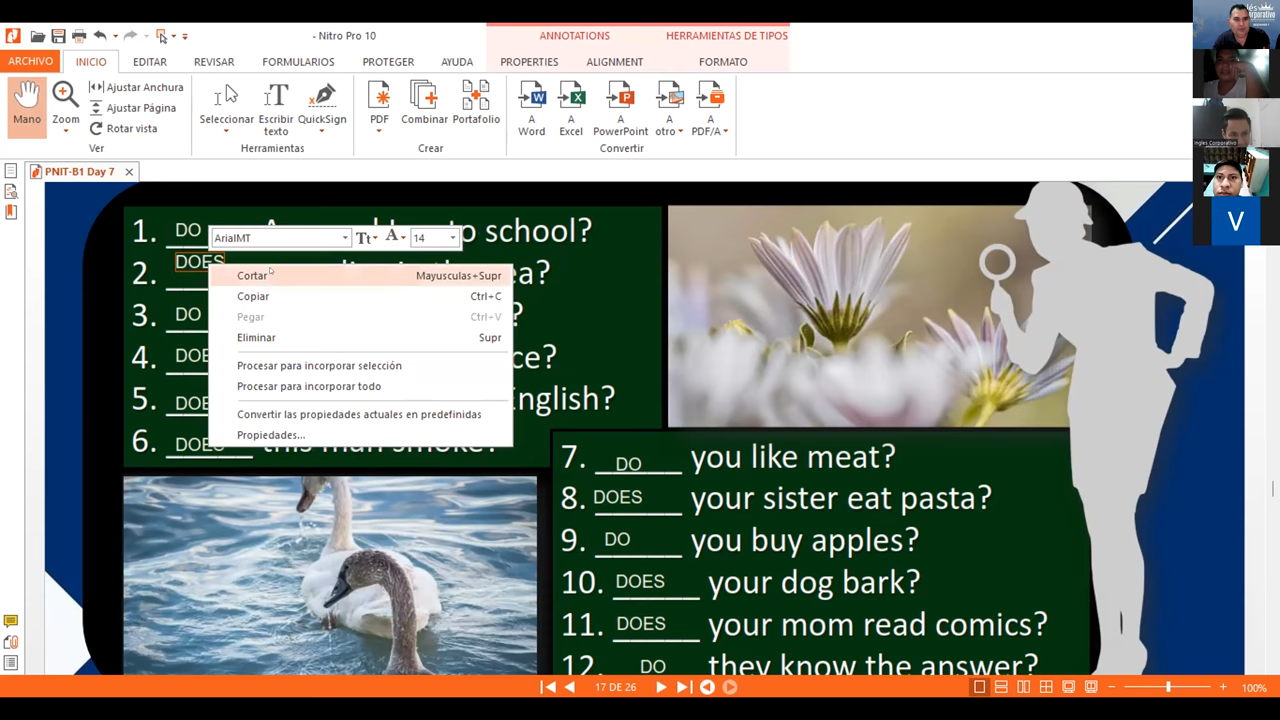 - Nitro Pro 10
ANNOTATIONS
HERRAMIENTAS DE TIPOS
ARCHIVO
INICIO
EDITAR
REVISAR
FORMULARIOS
PROTEGER
AYUDA
PROPERTIES
ALIGNMENT
FORMATO
Mano
Zoom
Ajustar Anchura
Ajustar Página
Rotar vista
Ver
Seleccionar
Escribir texto
QuickSign
Herramientas
PDF
Combinar
Portafolio
Crear
A Word
A Excel
A PowerPoint
A otro
A PDF/A
Convertir
PNIT-B1 Day 7
1. DO to school?
ArialMT
14
2. DOES
Cortar Mayusculas+Supr
Copiar Ctrl+C
Pegar Ctrl+V
Eliminar Supr
Procesar para incorporar selección
Procesar para incorporar todo
Convertir las propiedades actuales en predefinidas
Propiedades...
3. DO ?
4.
5. English?
6. DOES this man smoke?
7. DO you like meat?
8. DOES your sister eat pasta?
9. DO you buy apples?
10. DOES your dog bark?
11. DOES your mom read comics?
12. DO they know the answer?
Ingles Corporativo
V
17 DE 26
100%